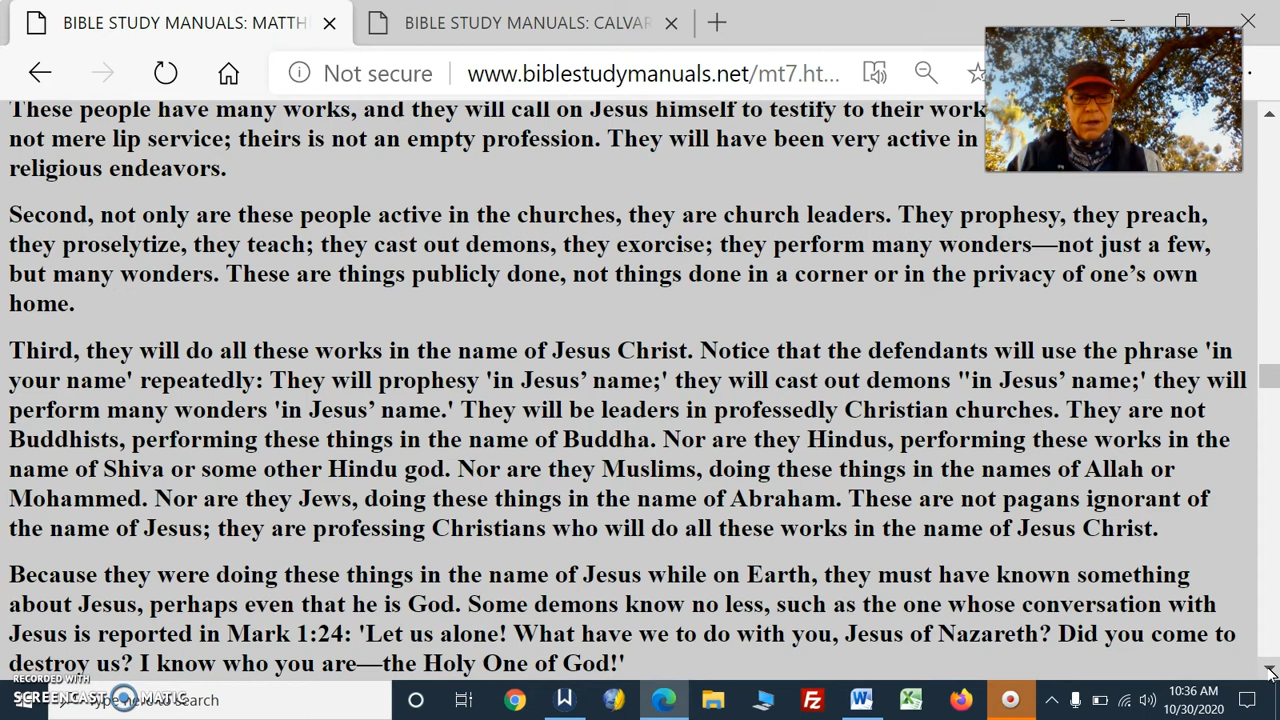 BIBLE STUDY MANUALS: MATTH
BIBLE STUDY MANUALS: CALVAR
Not secure
www.biblestudymanuals.net/mt7.ht...
These people have many works, and they will call on Jesus himself to testify to their work
not mere lip service; theirs is not an empty profession. They will have been very active in
religious endeavors.
Second, not only are these people active in the churches, they are church leaders. They prophesy, they preach,
they proselytize, they teach; they cast out demons, they exorcise; they perform many wonders—not just a few,
but many wonders. These are things publicly done, not things done in a corner or in the privacy of one’s own
home.
Third, they will do all these works in the name of Jesus Christ. Notice that the defendants will use the phrase 'in
your name' repeatedly: They will prophesy 'in Jesus’ name;' they will cast out demons "in Jesus’ name;' they will
perform many wonders 'in Jesus’ name.' They will be leaders in professedly Christian churches. They are not
Buddhists, performing these things in the name of Buddha. Nor are they Hindus, performing these works in the
name of Shiva or some other Hindu god. Nor are they Muslims, doing these things in the names of Allah or
Mohammed. Nor are they Jews, doing these things in the name of Abraham. These are not pagans ignorant of
the name of Jesus; they are professing Christians who will do all these works in the name of Jesus Christ.
Because they were doing these things in the name of Jesus while on Earth, they must have known something
about Jesus, perhaps even that he is God. Some demons know no less, such as the one whose conversation with
Jesus is reported in Mark 1:24: 'Let us alone! What have we to do with you, Jesus of Nazareth? Did you come to
destroy us? I know who you are—the Holy One of God!'
RECORDED WITH
SCREENCAST-O-MATIC
Type here to search
10:36 AM
10/30/2020